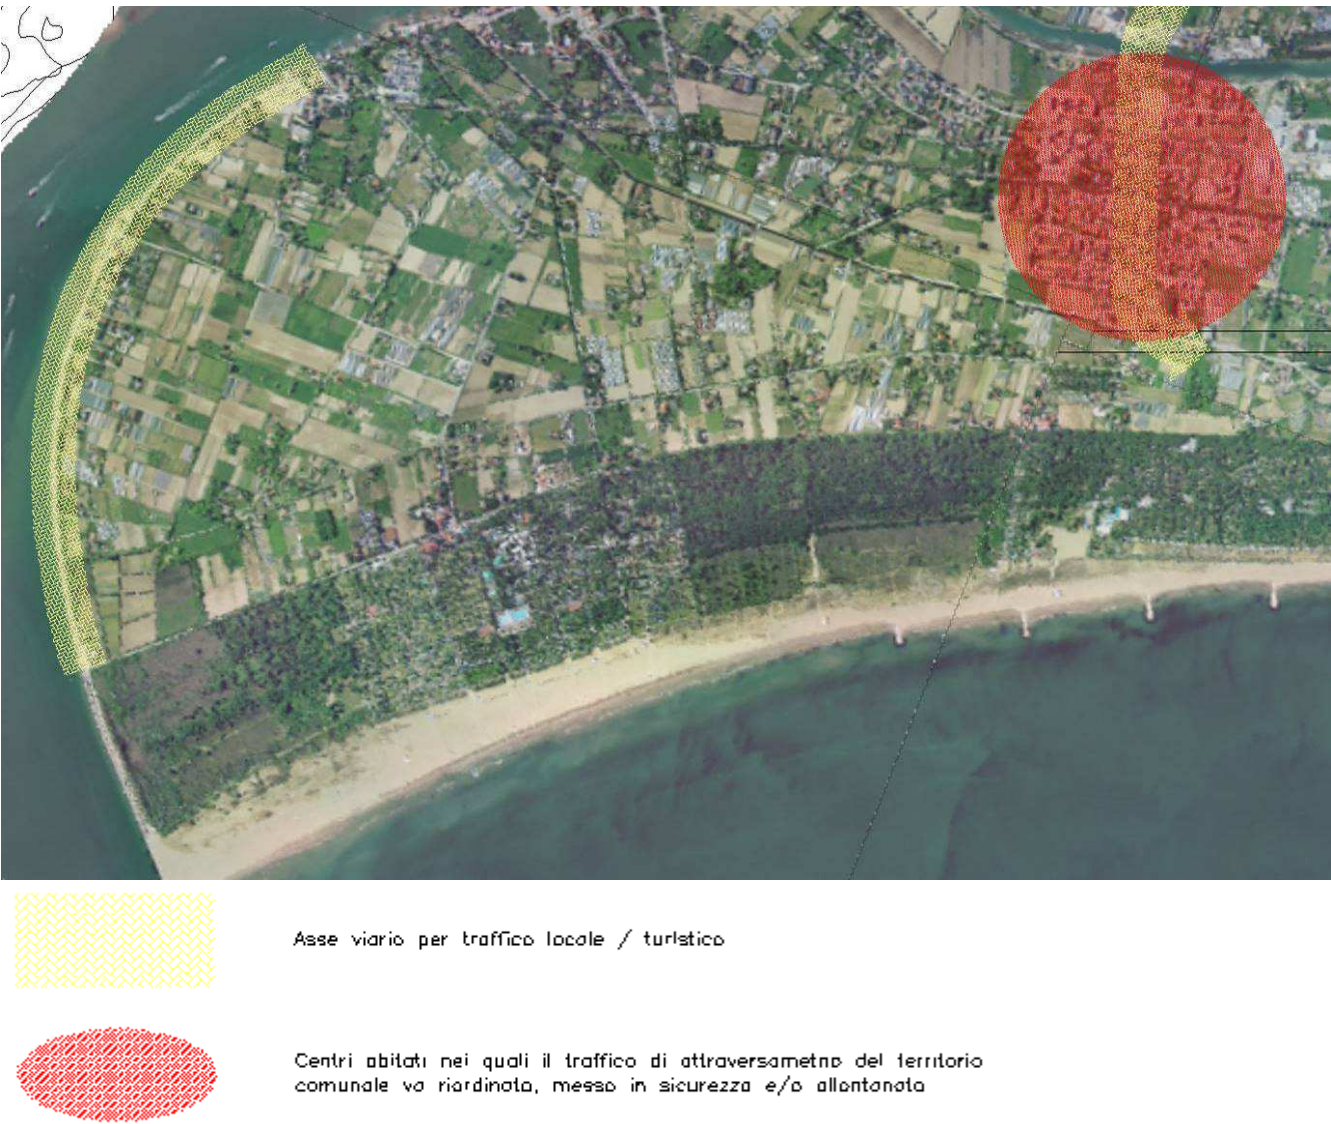 Asse viario per traffico locale / turistico
Centri abitati nei quali il traffico di attraversametno del territorio
comunale va riordinato, messo in sicurezza e/o allontanato